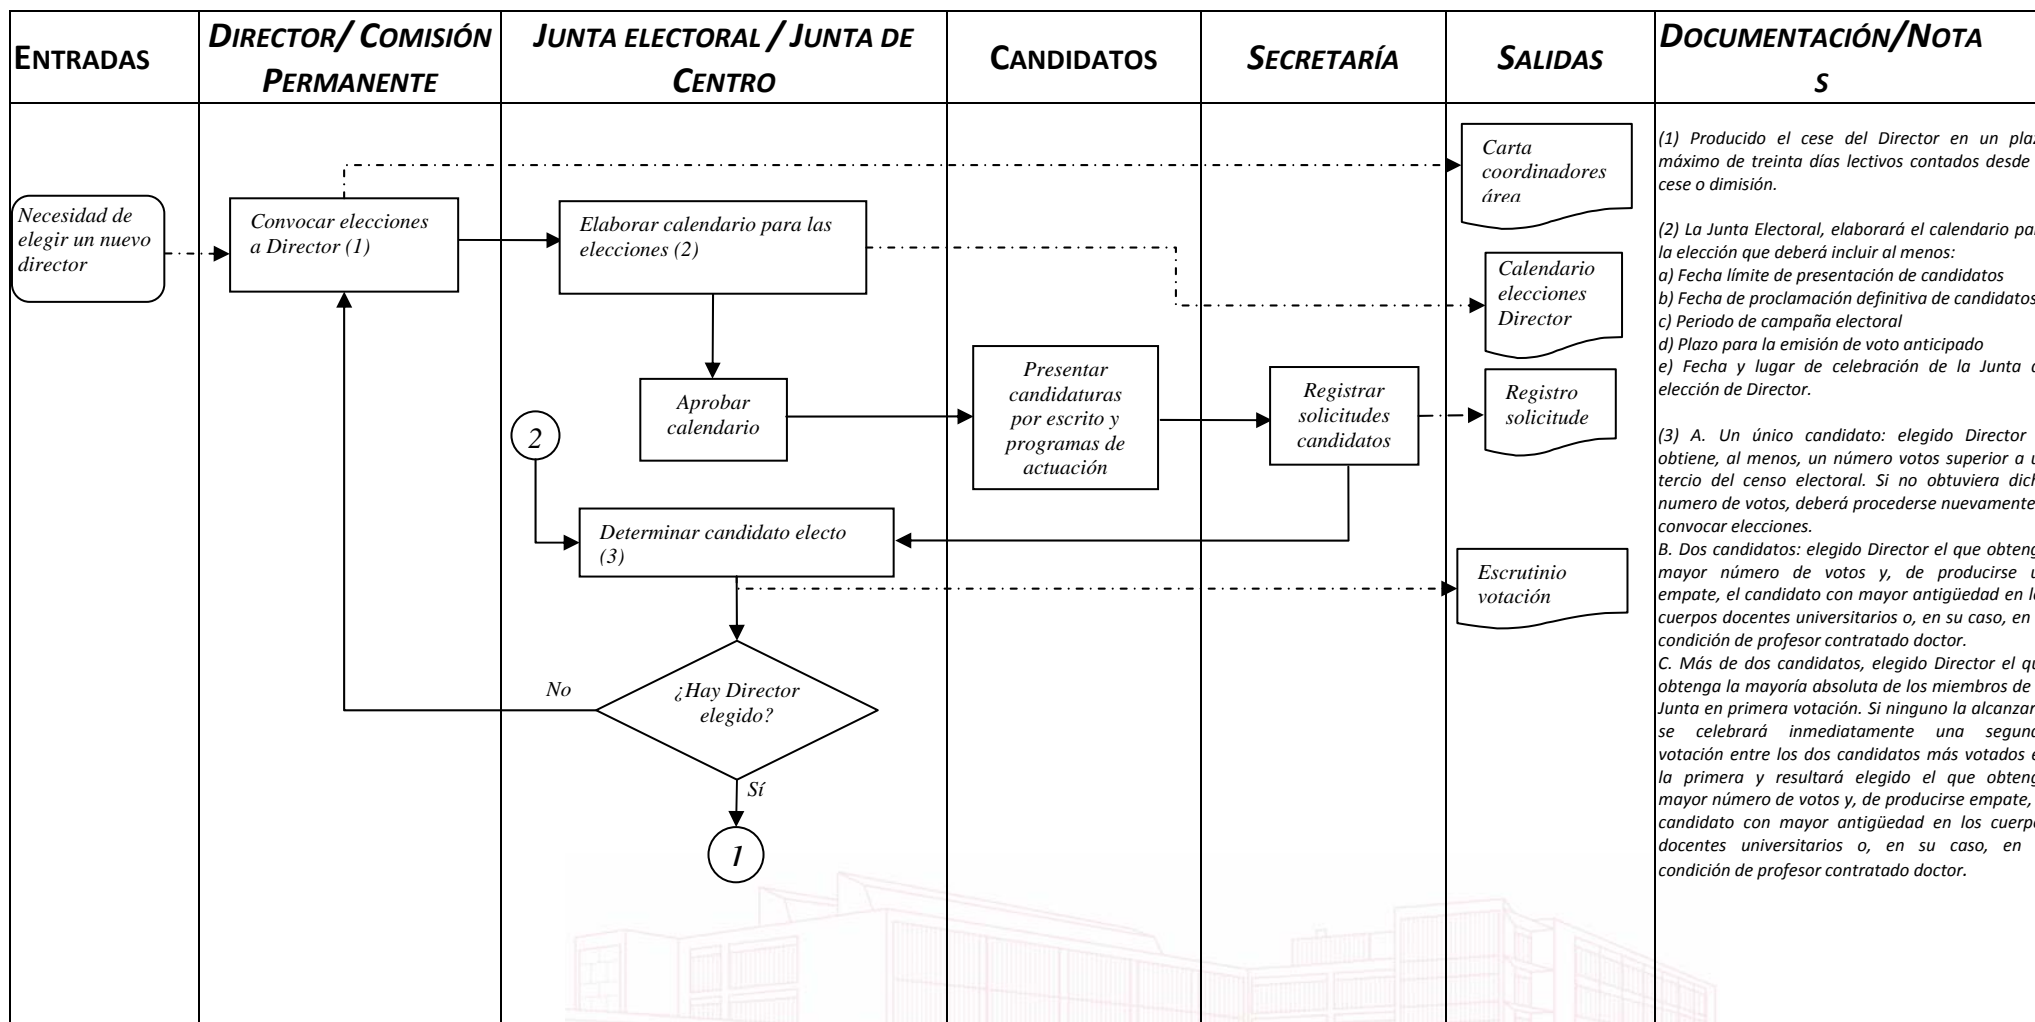 ENTRADAS
DIRECTOR/ COMISIÓN
PERMANENTE
JUNTA ELECTORAL / JUNTA DE
CENTRO
CANDIDATOS
SECRETARÍA
SALIDAS
DOCUMENTACIÓN/NOTA
S
Necesidad de
elegir un nuevo
director
Convocar elecciones
a Director (1)
Elaborar calendario para las
elecciones (2)
Aprobar
calendario
2
Presentar
candidaturas
por escrito y
programas de
actuación
Registrar
solicitudes
candidatos
Determinar candidato electo
(3)
¿Hay Director
elegido?
No
Sí
1
Carta
coordinadores
área
Calendario
elecciones
Director
Registro
solicitude
Escrutinio
votación
(1) Producido el cese del Director en un
máximo de treinta días lectivos contados desde
cese o dimisión.
(2) La Junta Electoral, elaborará el calendario
la elección que deberá incluir al menos:
a) Fecha límite de presentación de candidatos
b) Fecha de proclamación definitiva de candidatos
c) Periodo de campaña electoral
d) Plazo para la emisión de voto anticipado
e) Fecha y lugar de celebración de la Junta
elección de Director.
(3) A. Un único candidato: elegido Director
obtiene, al menos, un número votos superior a
tercio del censo electoral. Si no obtuviera
numero de votos, deberá procederse nuevamente
convocar elecciones.
B. Dos candidatos: elegido Director el que
mayor número de votos y, de producirse
empate, el candidato con mayor antigüedad en
cuerpos docentes universitarios o, en su caso, en
condición de profesor contratado doctor.
C. Más de dos candidatos, elegido Director el
obtenga la mayoría absoluta de los miembros de
Junta en primera votación. Si ninguno la
se celebrará inmediatamente una
votación entre los dos candidatos más votados
la primera y resultará elegido el que
mayor número de votos y, de producirse empate,
candidato con mayor antigüedad en los
docentes universitarios o, en su caso, en
condición de profesor contratado doctor.